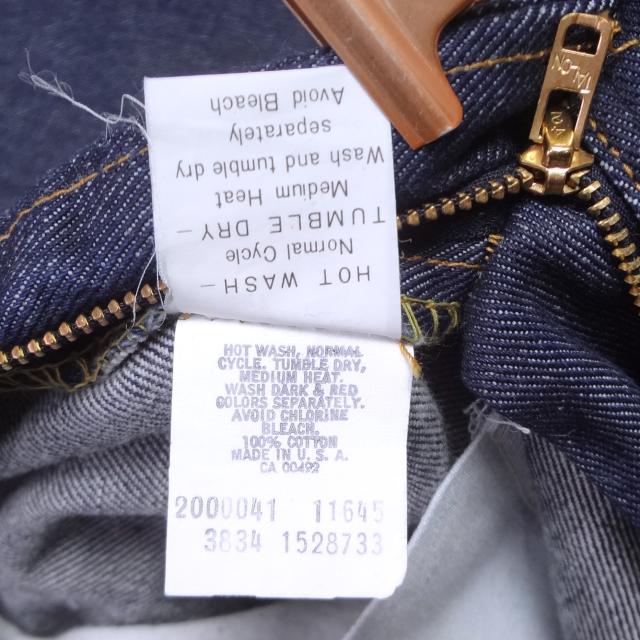 HOT WASH –
Normal Cycle
TUMBLE DRY –
Medium Heat
Wash and tumble dry
separately
Avoid Bleach
TALON
42
HOT WASH, NORMAL
CYCLE. TUMBLE DRY,
MEDIUM HEAT.
WASH DARK & RED
COLORS SEPARATELY.
AVOID CHLORINE
BLEACH.
100% COTTON
MADE IN U. S. A.
CA 00492
2000041 11645
3834 1528733